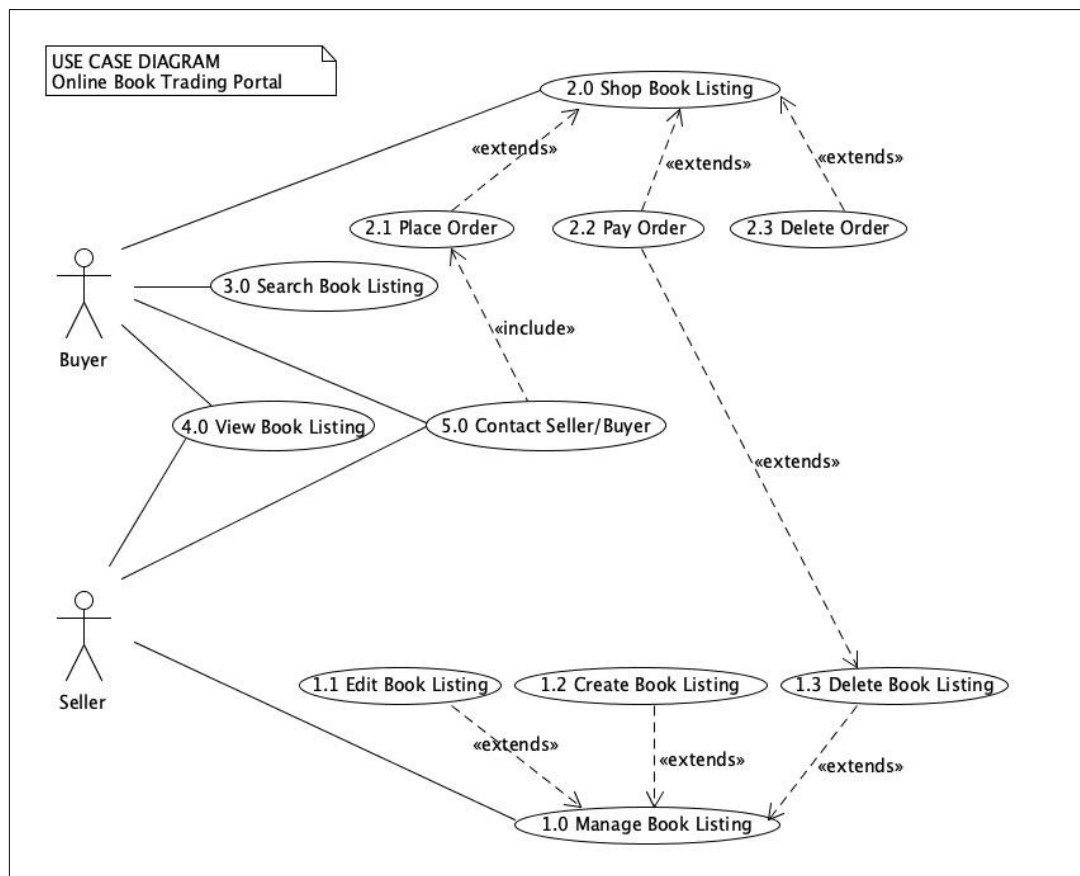 USE CASE DIAGRAM
Online Book Trading Portal
2.0 Shop Book Listing
«extends»
«extends»
«extends»
2.1 Place Order
2.2 Pay Order
2.3 Delete Order
3.0 Search Book Listing
«include»
Buyer
4.0 View Book Listing
5.0 Contact Seller/Buyer
«extends»
Seller
1.1 Edit Book Listing
1.2 Create Book Listing
1.3 Delete Book Listing
«extends»
«extends»
«extends»
1.0 Manage Book Listing